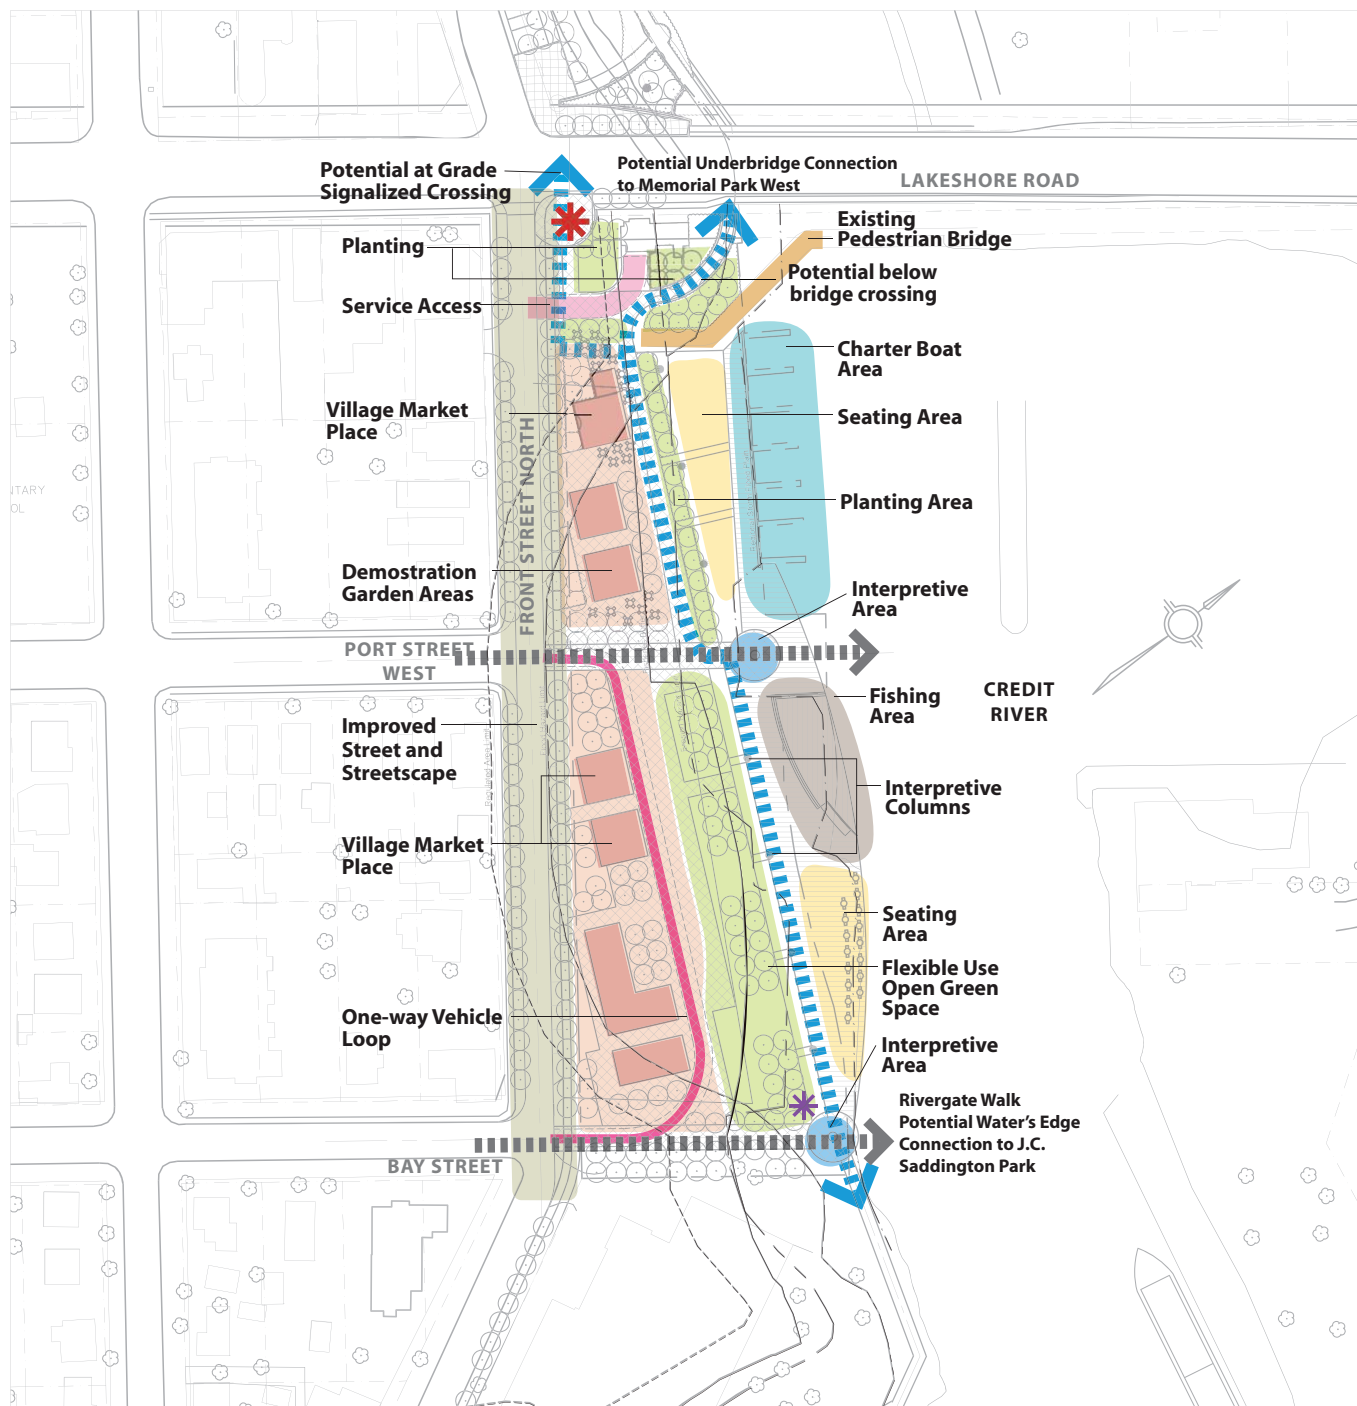 Potential at Grade
Signalized Crossing
Potential Underbridge Connection
to Memorial Park West
LAKESHORE ROAD
Planting
Existing
Pedestrian Bridge
Service Access
Potential below
bridge crossing
Charter Boat
Area
Village Market
Place
Seating Area
FRONT STREET NORTH
NTARY
OL
Planting Area
Demostration
Garden Areas
Interpretive
Area
PORT STREET
WEST
Fishing
Area
CREDIT
RIVER
Improved
Street and
Streetscape
Interpretive
Columns
Village Market
Place
Seating
Area
Flexible Use
Open Green
Space
One-way Vehicle
Loop
Interpretive
Area
Rivergate Walk
Potential Water's Edge
Connection to J.C.
Saddington Park
BAY STREET